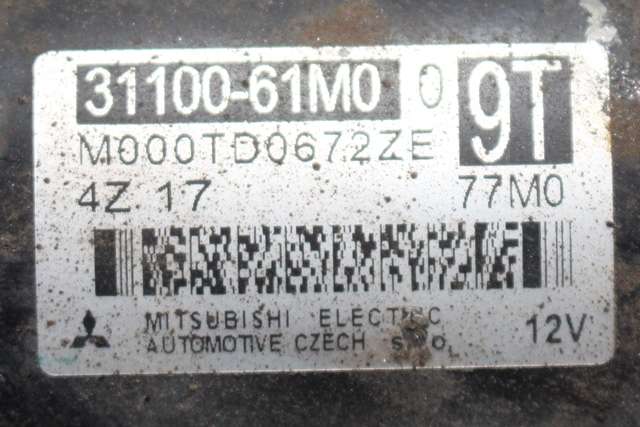 31100-61M0 0 9T
M000TD0672ZE
4Z 17 77M0
MITSUBISHI ELECTRIC
AUTOMOTIVE CZECH s.r.o. 12V